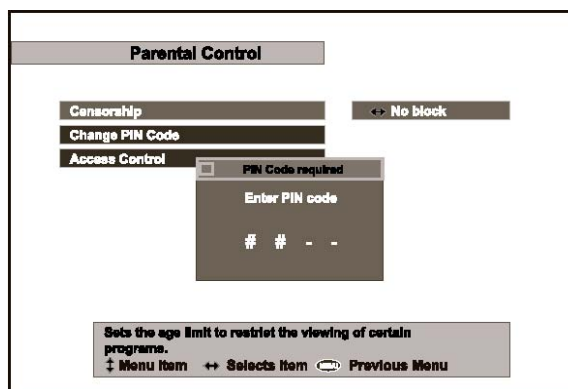 Parental Control
Censorship
↔ No block
Change PIN Code
Access Control
PIN Code required
Enter PIN code
# # - -
Sets the age limit to restrict the viewing of certain
programs.
↕ Menu Item ↔ Selects Item Previous Menu